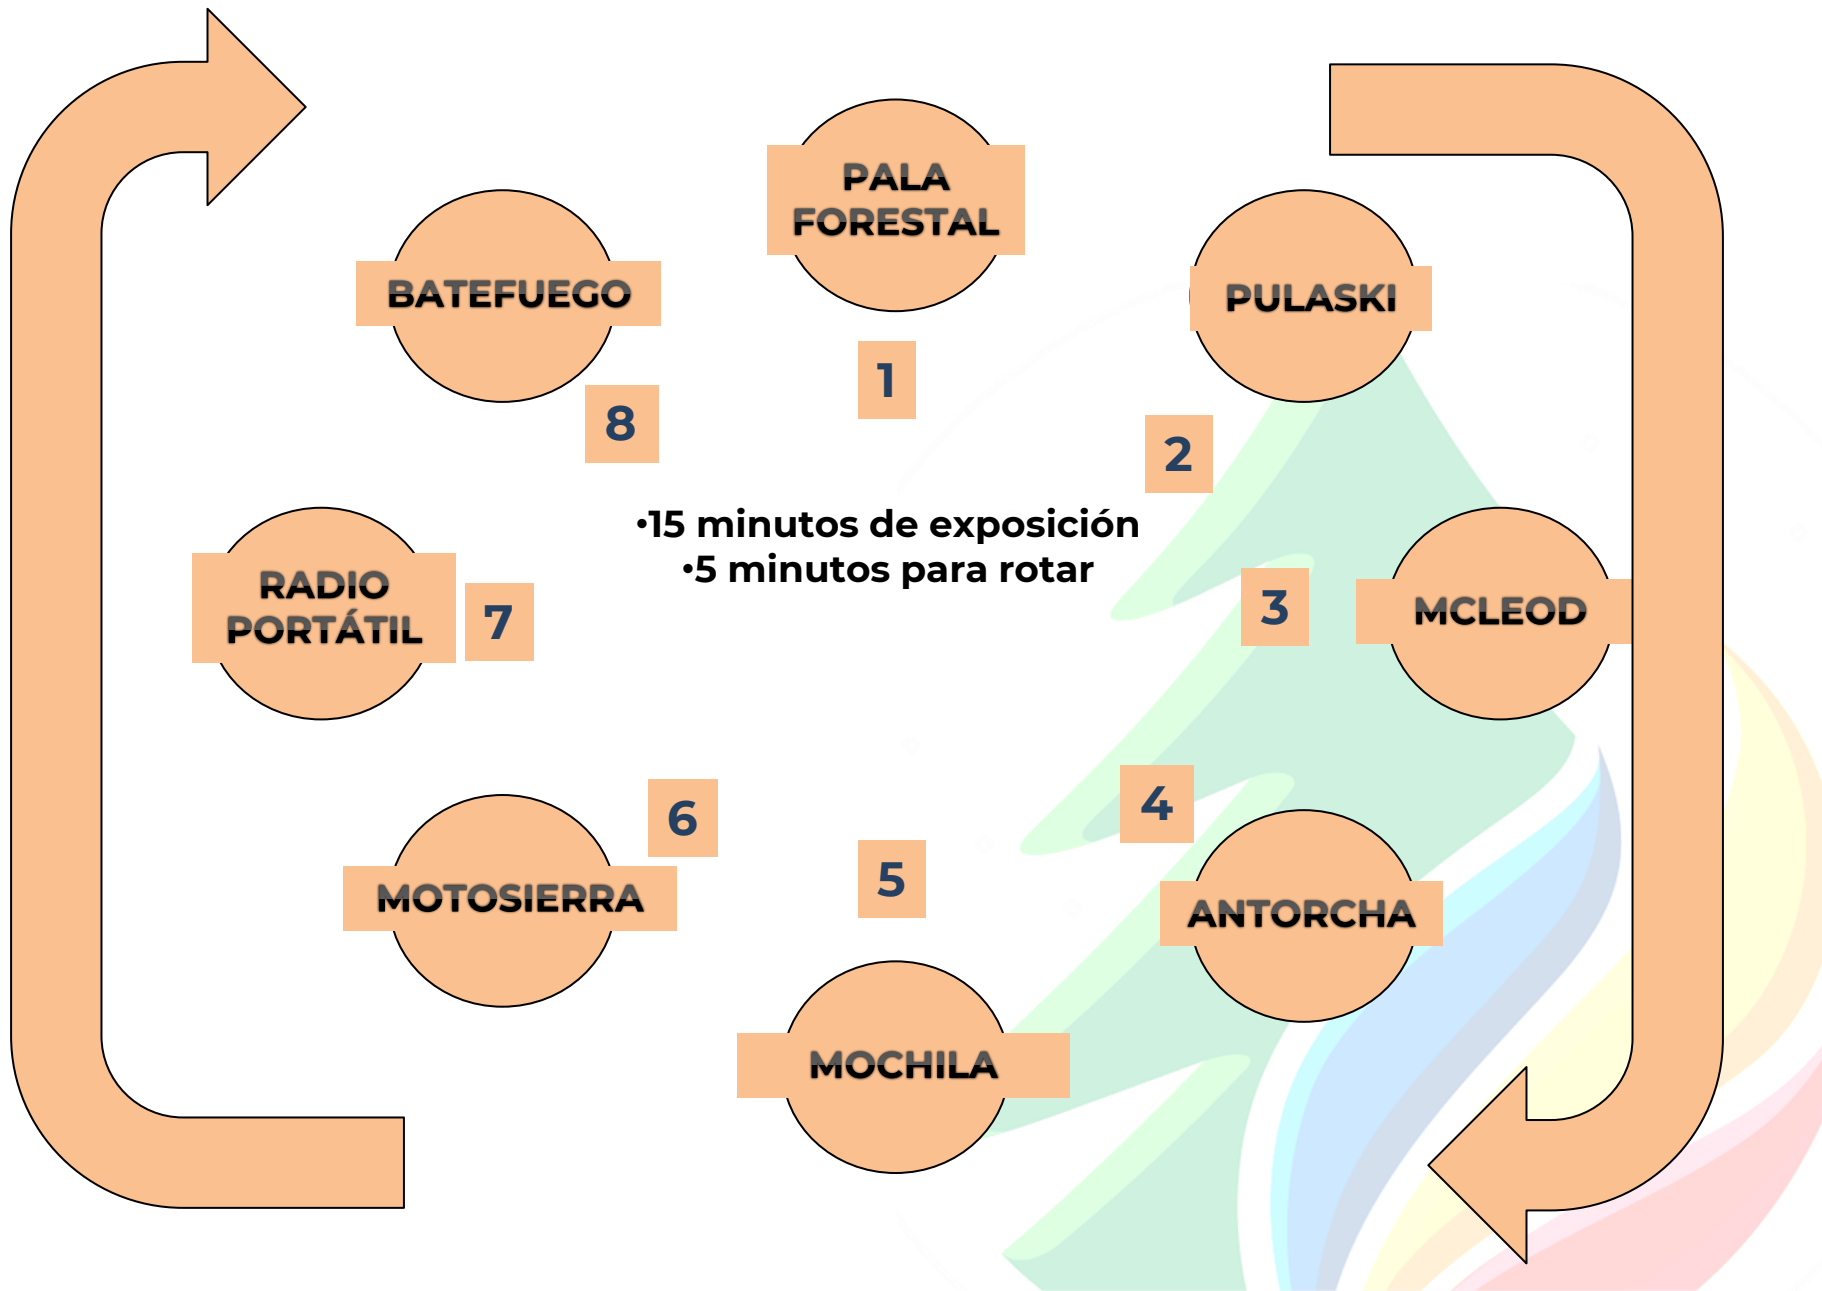 PALA
FORESTAL
1
PULASKI
2
MCLEOD
3
ANTORCHA
4
MOCHILA
5
MOTOSIERRA
6
RADIO
PORTÁTIL
7
BATEFUEGO
8
•15 minutos de exposición
•5 minutos para rotar